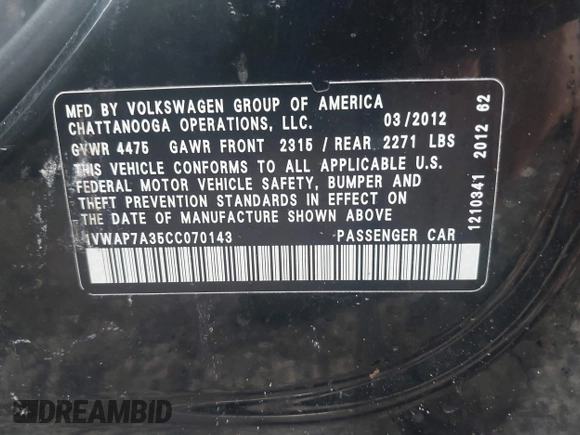 MFD BY VOLKSWAGEN GROUP OF AMERICA
CHATTANOOGA OPERATIONS, LLC. 03/2012
GVWR 4475 GAWR FRONT 2315 / REAR 2271 LBS
THIS VEHICLE CONFORMS TO ALL APPLICABLE U.S.
FEDERAL MOTOR VEHICLE SAFETY, BUMPER AND
THEFT PREVENTION STANDARDS IN EFFECT ON
THE DATE OF MANUFACTURE SHOWN ABOVE
1VWAP7A35CC070143 PASSENGER CAR
1210341 2012 62
DREAMBID